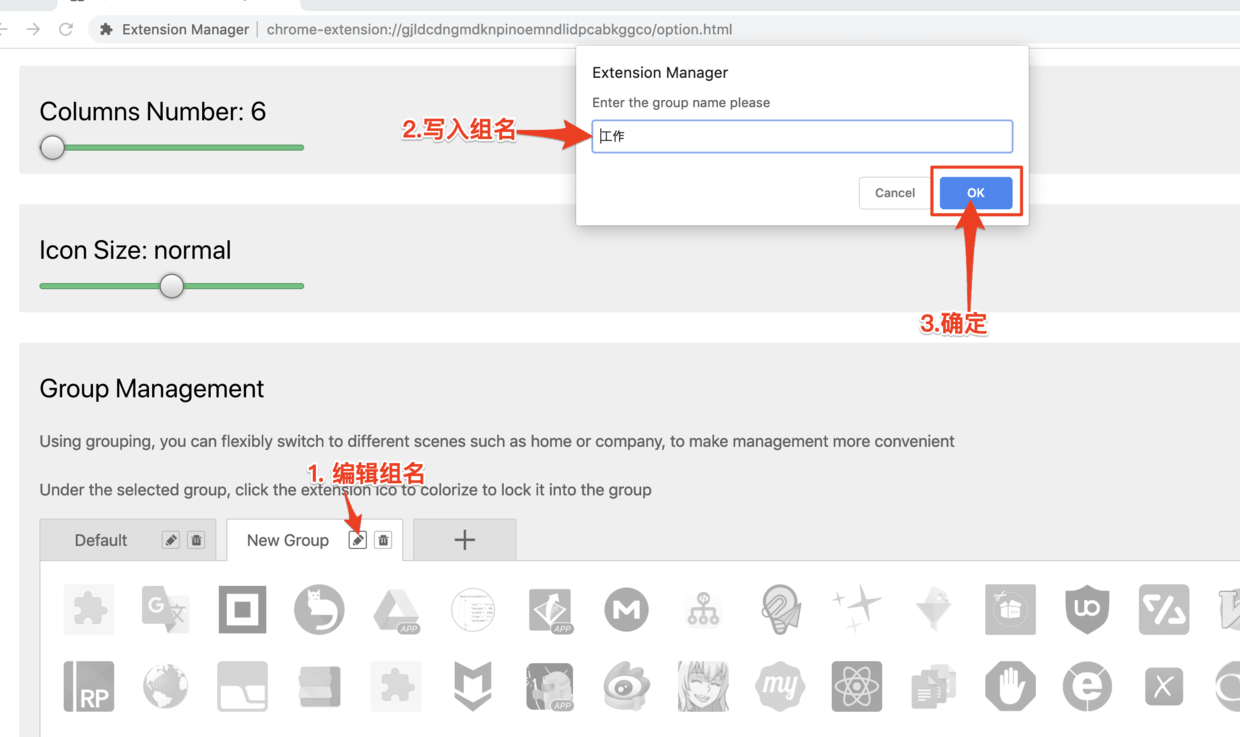 Extension Manager
chrome-extension://gjldcdngmdknpinoemndlidpcabkggco/option.html
Extension Manager
Enter the group name please
2.写入组名
工作
Cancel
OK
3.确定
Columns Number: 6
Icon Size: normal
Group Management
Using grouping, you can flexibly switch to different scenes such as home or company, to make management more convenient
1. 编辑组名
Under the selected group, click the extension ico to colorize to lock it into the group
Default
New Group
+
G
APP
APP
M
UO
RP
APP
my
e
X